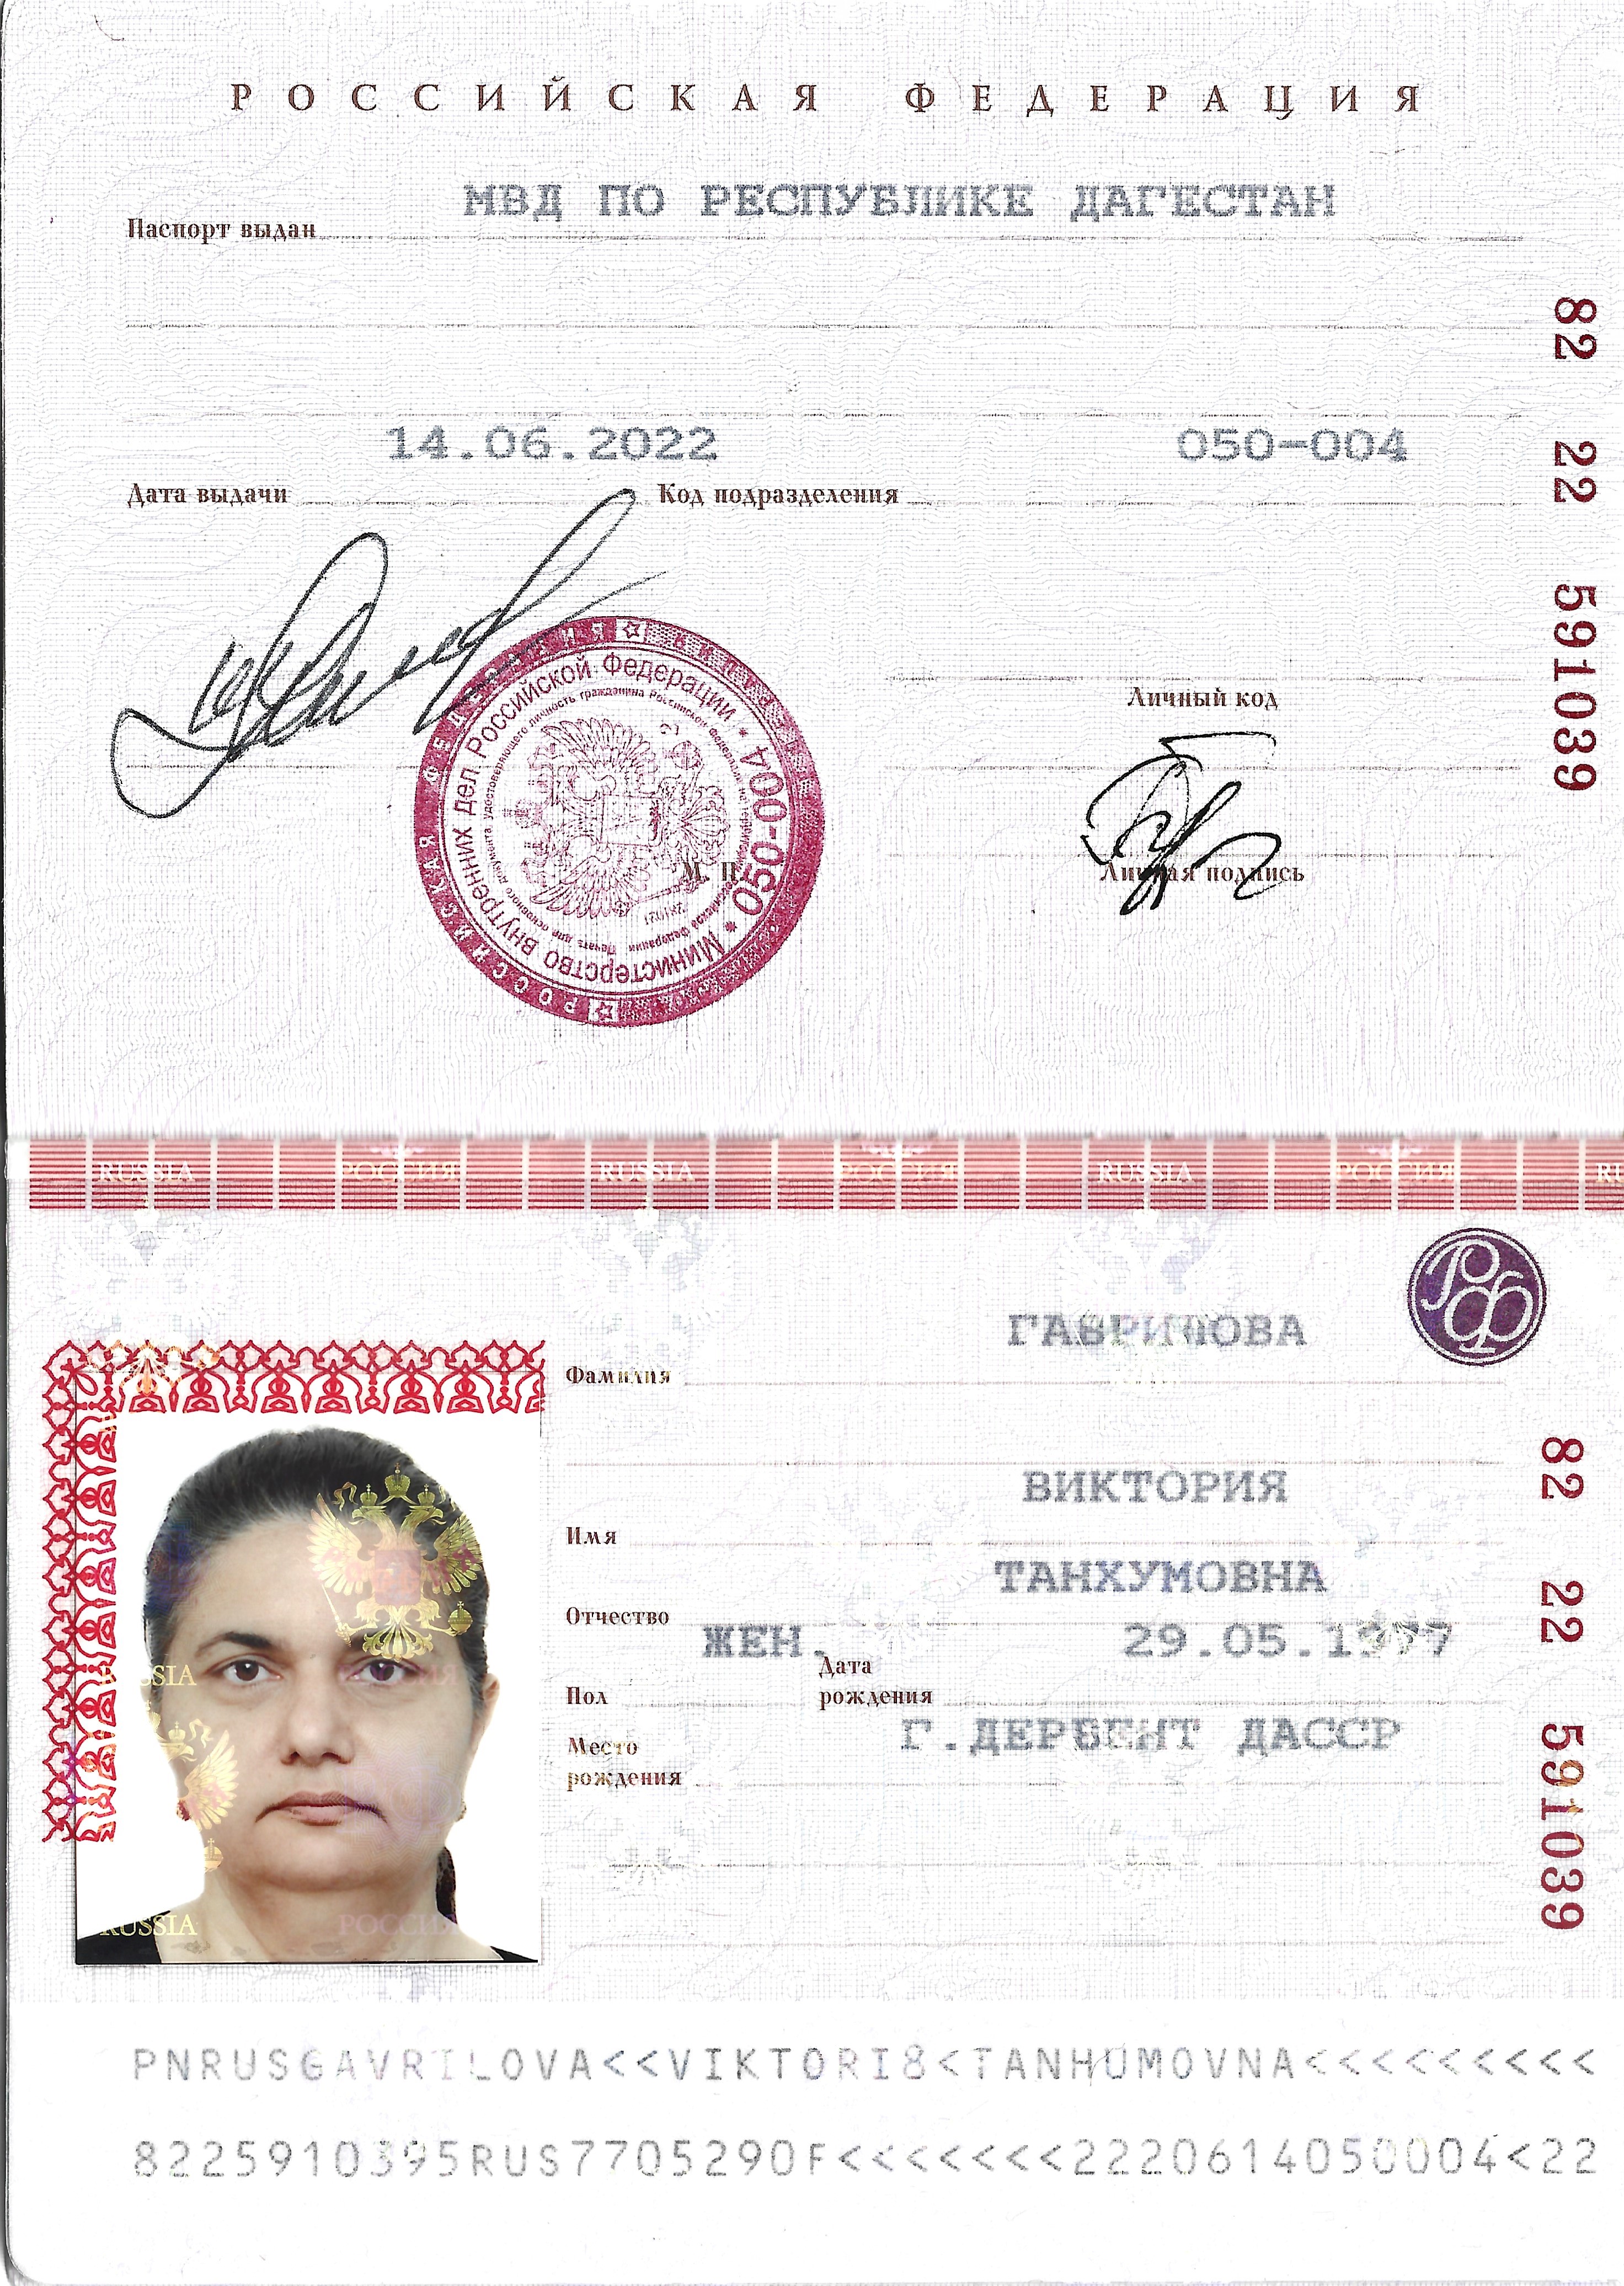 РОССИЙСКАЯ ФЕДЕРАЦИЯ
Паспорт выдан МВД ПО РЕСПУБЛИКЕ ДАГЕСТАН
Дата выдачи 14.06.2022 Код подразделения 050-004
82 22 591039
Личный код
М. П.
Личная подпись
РОССИЙСКАЯ ФЕДЕРАЦИЯ
Министерство внутренних дел Российской Федерации * 050-004 *
RUSSIA РОССИЯ RUSSIA РОССИЯ RUSSIA РОССИЯ
РФ
Фамилия ГАВРИЛОВА
Имя ВИКТОРИЯ
Отчество ТАНХУМОВНА
Пол ЖЕН. Дата рождения 29.05.1977
Место рождения Г.ДЕРБЕНТ ДАССР
82 22 591039
RUSSIA РОССИЯ
PNRUSGAVRILOVA<<VIKTORI8<TANHUMOVNA<<<<<<<<<
8225910395RUS7705290F<<<<<<<2220614050004<22